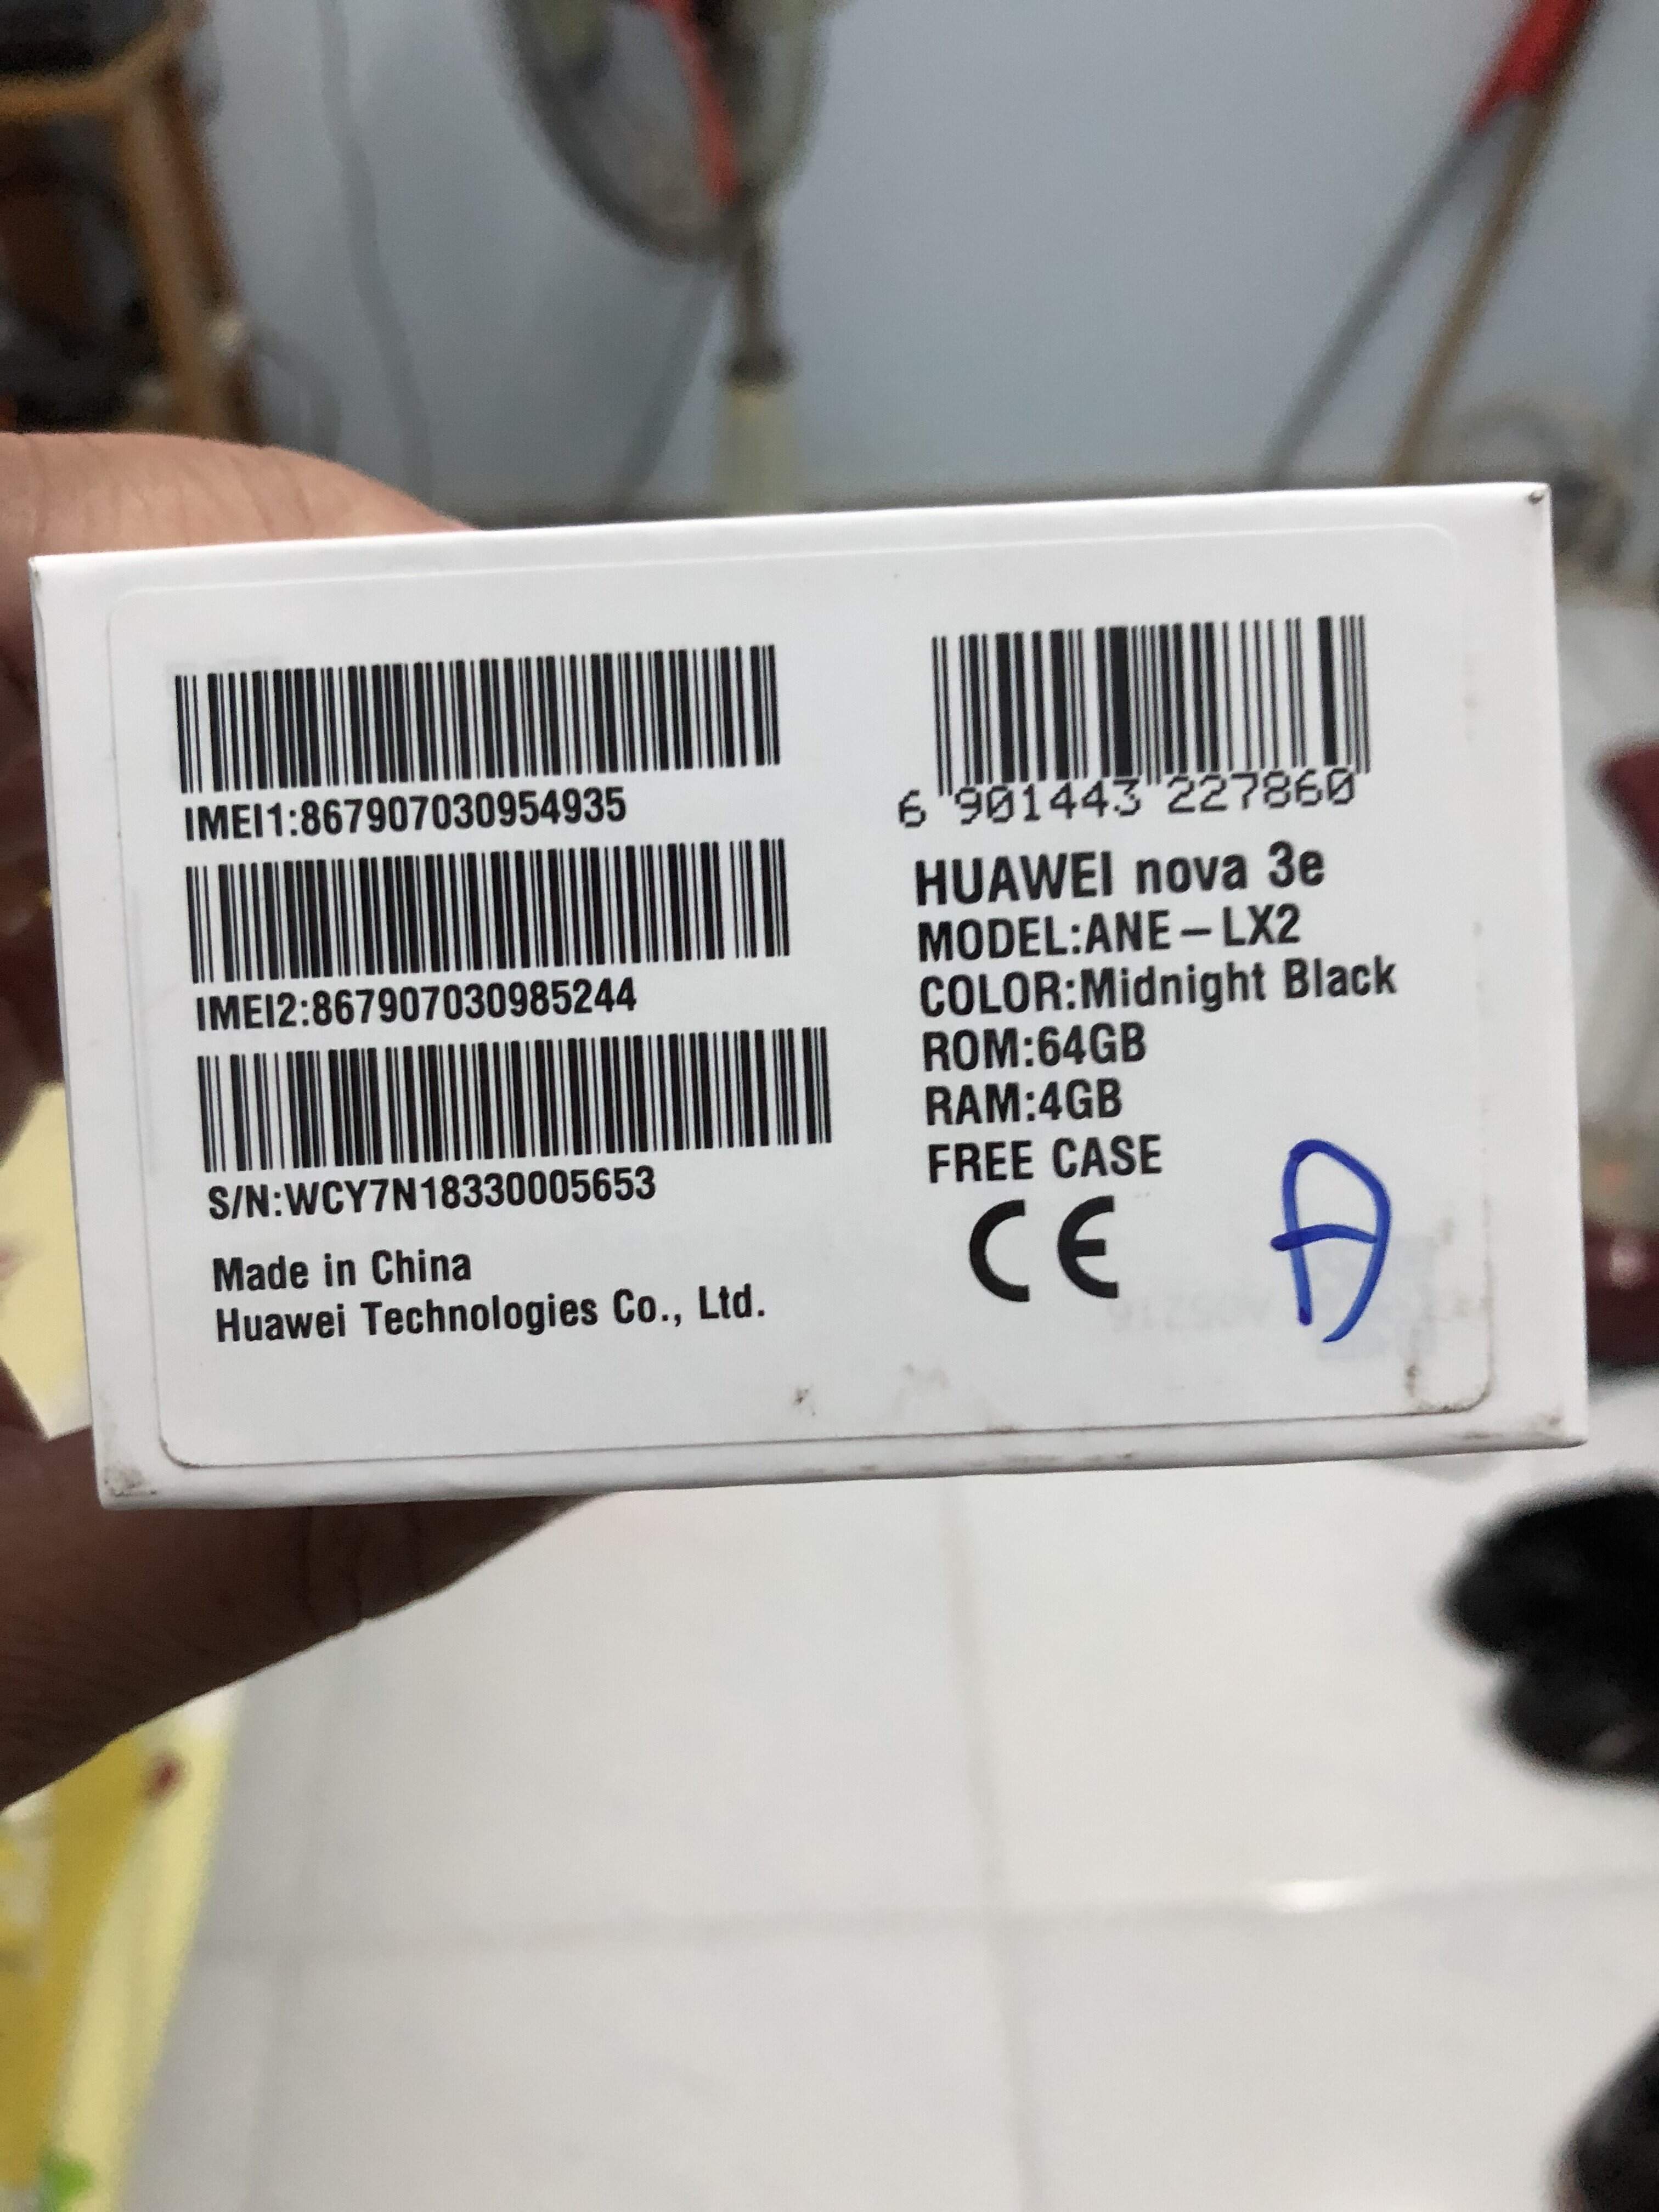 IMEI1:867907030954935
IMEI2:867907030985244
S/N:WCY7N18330005653
Made in China
Huawei Technologies Co., Ltd.
6 901443 227860
HUAWEI nova 3e
MODEL:ANE-LX2
COLOR:Midnight Black
ROM:64GB
RAM:4GB
FREE CASE
CE
A